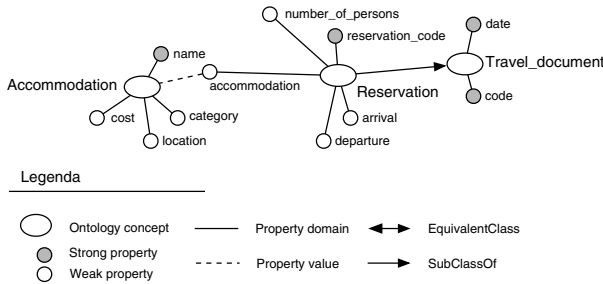 number_of_persons
date
name
reservation_code
Travel_document
Accommodation
accommodation
Reservation
code
cost
category
arrival
location
departure
Legenda
Ontology concept
Property domain
EquivalentClass
Strong property
Property value
SubClassOf
Weak property